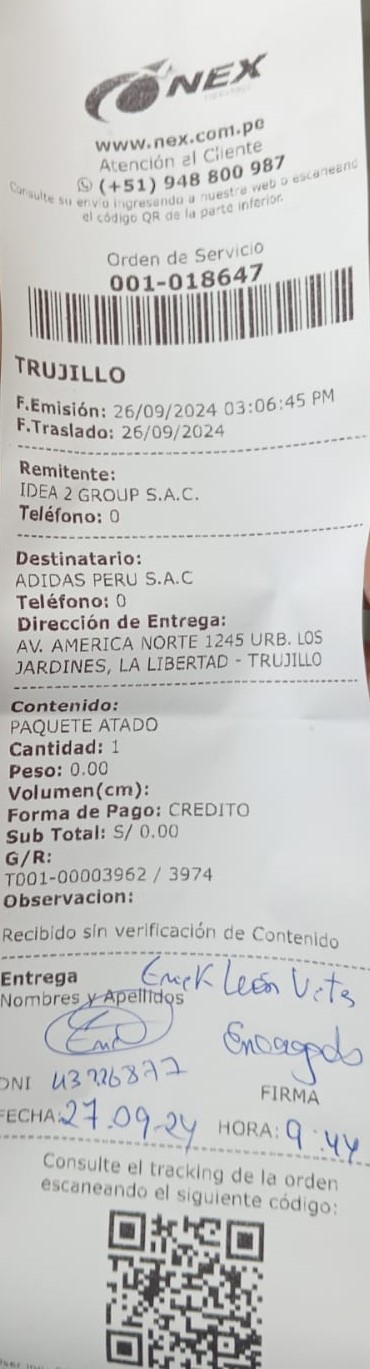 NEX
www.nex.com.pe
Atención al Cliente
(+51) 948 800 987
Consulte su envío ingresando a nuestra web o escaneand
el código QR de la parte inferior.
Orden de Servicio
001-018647
TRUJILLO
F.Emisión: 26/09/2024 03:06:45 PM
F.Traslado: 26/09/2024
Remitente:
IDEA 2 GROUP S.A.C.
Teléfono: 0
Destinatario:
ADIDAS PERU S.A.C
Teléfono: 0
Dirección de Entrega:
AV. AMERICA NORTE 1245 URB. LOS
JARDINES, LA LIBERTAD - TRUJILLO
Contenido:
PAQUETE ATADO
Cantidad: 1
Peso: 0.00
Volumen(cm):
Forma de Pago: CREDITO
Sub Total: S/ 0.00
G/R:
T001-00003962 / 3974
Observacion:
Recibido sin verificación de Contenido
Entrega Erick León
Nombres y Apellidos
DNI 43226877
FIRMA
FECHA: 27.09.24 HORA: 9:44
Consulte el tracking de la orden
escaneando el siguiente código: